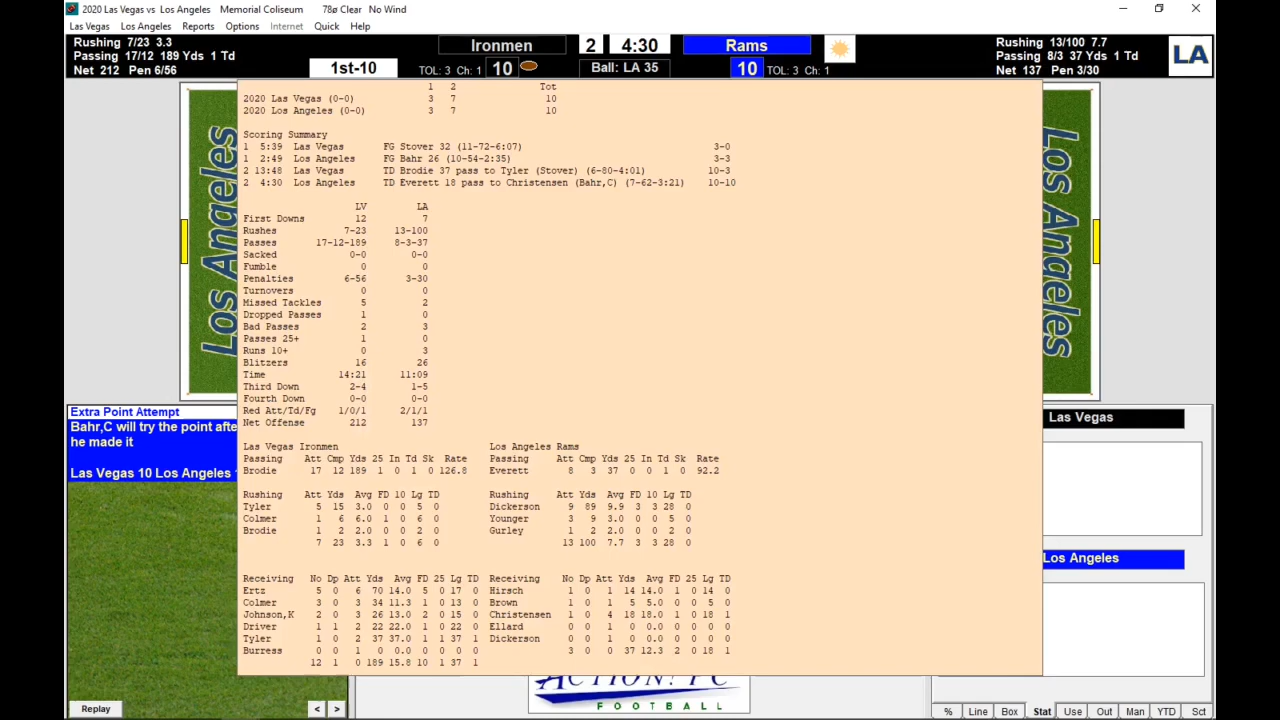 2020 Las Vegas vs Los Angeles Memorial Coliseum 78ø Clear No Wind
Las Vegas Los Angeles Reports Options Internet Quick Help
Rushing 7/23 3.3
Passing 17/12 189 Yds 1 Td
Net 212 Pen 6/56
1st-10
Ironmen
TOL: 3 Ch: 1 10
2 4:30
Ball: LA 35
Rams
10 TOL: 3 Ch: 1
Rushing 13/100 7.7
Passing 8/3 37 Yds 1 Td
Net 137 Pen 3/30
LA
1 2 Tot
2020 Las Vegas (0-0) 3 7 10
2020 Los Angeles (0-0) 3 7 10
Scoring Summary
1 5:39 Las Vegas FG Stover 32 (11-72-6:07) 3-0
1 2:49 Los Angeles FG Bahr 26 (10-54-2:35) 3-3
2 13:48 Las Vegas TD Brodie 37 pass to Tyler (Stover) (6-80-4:01) 10-3
2 4:30 Los Angeles TD Everett 18 pass to Christensen (Bahr,C) (7-62-3:21) 10-10
LV LA
First Downs 12 7
Rushes 7-23 13-100
Passes 17-12-189 8-3-37
Sacked 0-0 0-0
Fumble 0 0
Penalties 6-56 3-30
Turnovers 0 0
Missed Tackles 5 2
Dropped Passes 1 0
Bad Passes 2 3
Passes 25+ 1 0
Runs 10+ 0 3
Blitzers 16 26
Time 14:21 11:09
Third Down 2-4 1-5
Fourth Down 0-0 0-0
Red Att/Td/Fg 1/0/1 2/1/1
Net Offense 212 137
Las Vegas Ironmen Los Angeles Rams
Passing Att Cmp Yds 25 In Td Sk Rate Passing Att Cmp Yds 25 In Td Sk Rate
Brodie 17 12 189 1 0 1 0 126.8 Everett 8 3 37 0 0 1 0 92.2
Rushing Att Yds Avg FD 10 Lg TD Rushing Att Yds Avg FD 10 Lg TD
Tyler 5 15 3.0 0 0 5 0 Dickerson 9 89 9.9 3 3 28 0
Colmer 1 6 6.0 1 0 6 0 Younger 3 9 3.0 0 0 5 0
Brodie 1 2 2.0 0 0 2 0 Gurley 1 2 2.0 0 0 2 0
7 23 3.3 1 0 6 0 13 100 7.7 3 3 28 0
Receiving No Dp Att Yds Avg FD 25 Lg TD Receiving No Dp Att Yds Avg FD 25 Lg TD
Ertz 5 0 6 70 14.0 5 0 17 0 Hirsch 1 0 1 14 14.0 1 0 14 0
Colmer 3 0 3 34 11.3 1 0 13 0 Brown 1 0 1 5 5.0 0 0 5 0
Johnson,K 2 0 3 26 13.0 2 0 15 0 Christensen 1 0 4 18 18.0 1 0 18 1
Driver 1 1 2 22 22.0 1 0 22 0 Ellard 0 0 1 0 0.0 0 0 0 0
Tyler 1 0 2 37 37.0 1 1 37 1 Dickerson 0 0 1 0 0.0 0 0 0 0
Burress 0 0 1 0 0.0 0 0 0 0 3 0 0 37 12.3 2 0 18 1
12 1 0 189 15.8 10 1 37 1
Los Angeles
Los Angeles
Extra Point Attempt
Bahr,C will try the point afte
he made it
Las Vegas 10 Los Angeles
Replay < >
ACTION! PC
FOOTBALL
Las Vegas
Los Angeles
% Line Box Stat Use Out Man YTD Sct